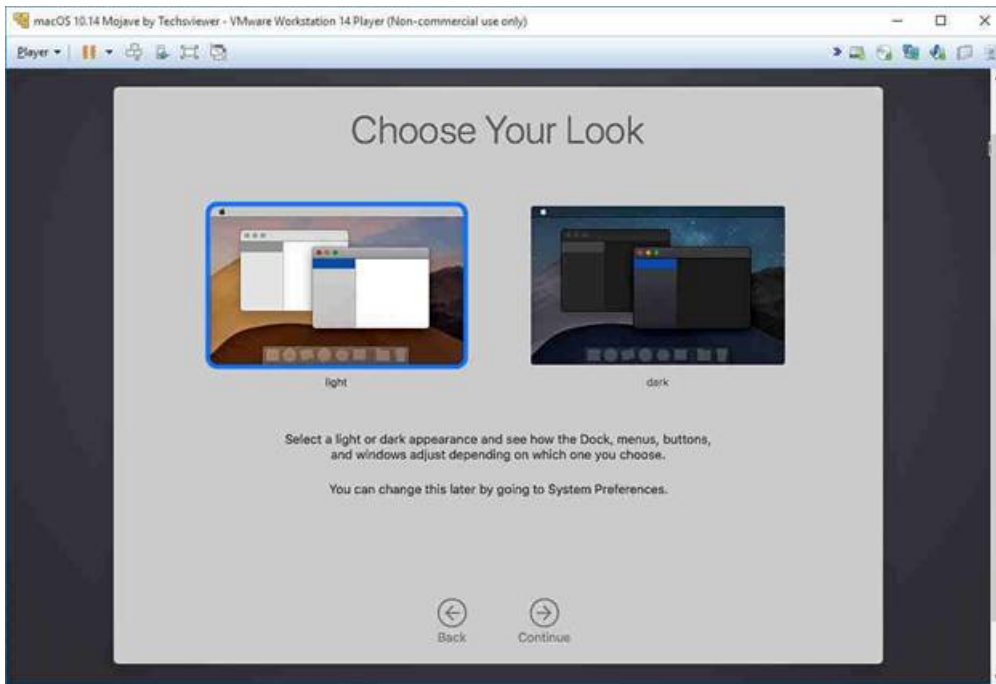 macOS 10.14 Mojave by Techsviewer - VMware Workstation 14 Player (Non-commercial use only)
Player
Choose Your Look
light
dark
Select a light or dark appearance and see how the Dock, menus, buttons,
and windows adjust depending on which one you choose.
You can change this later by going to System Preferences.
Back
Continue